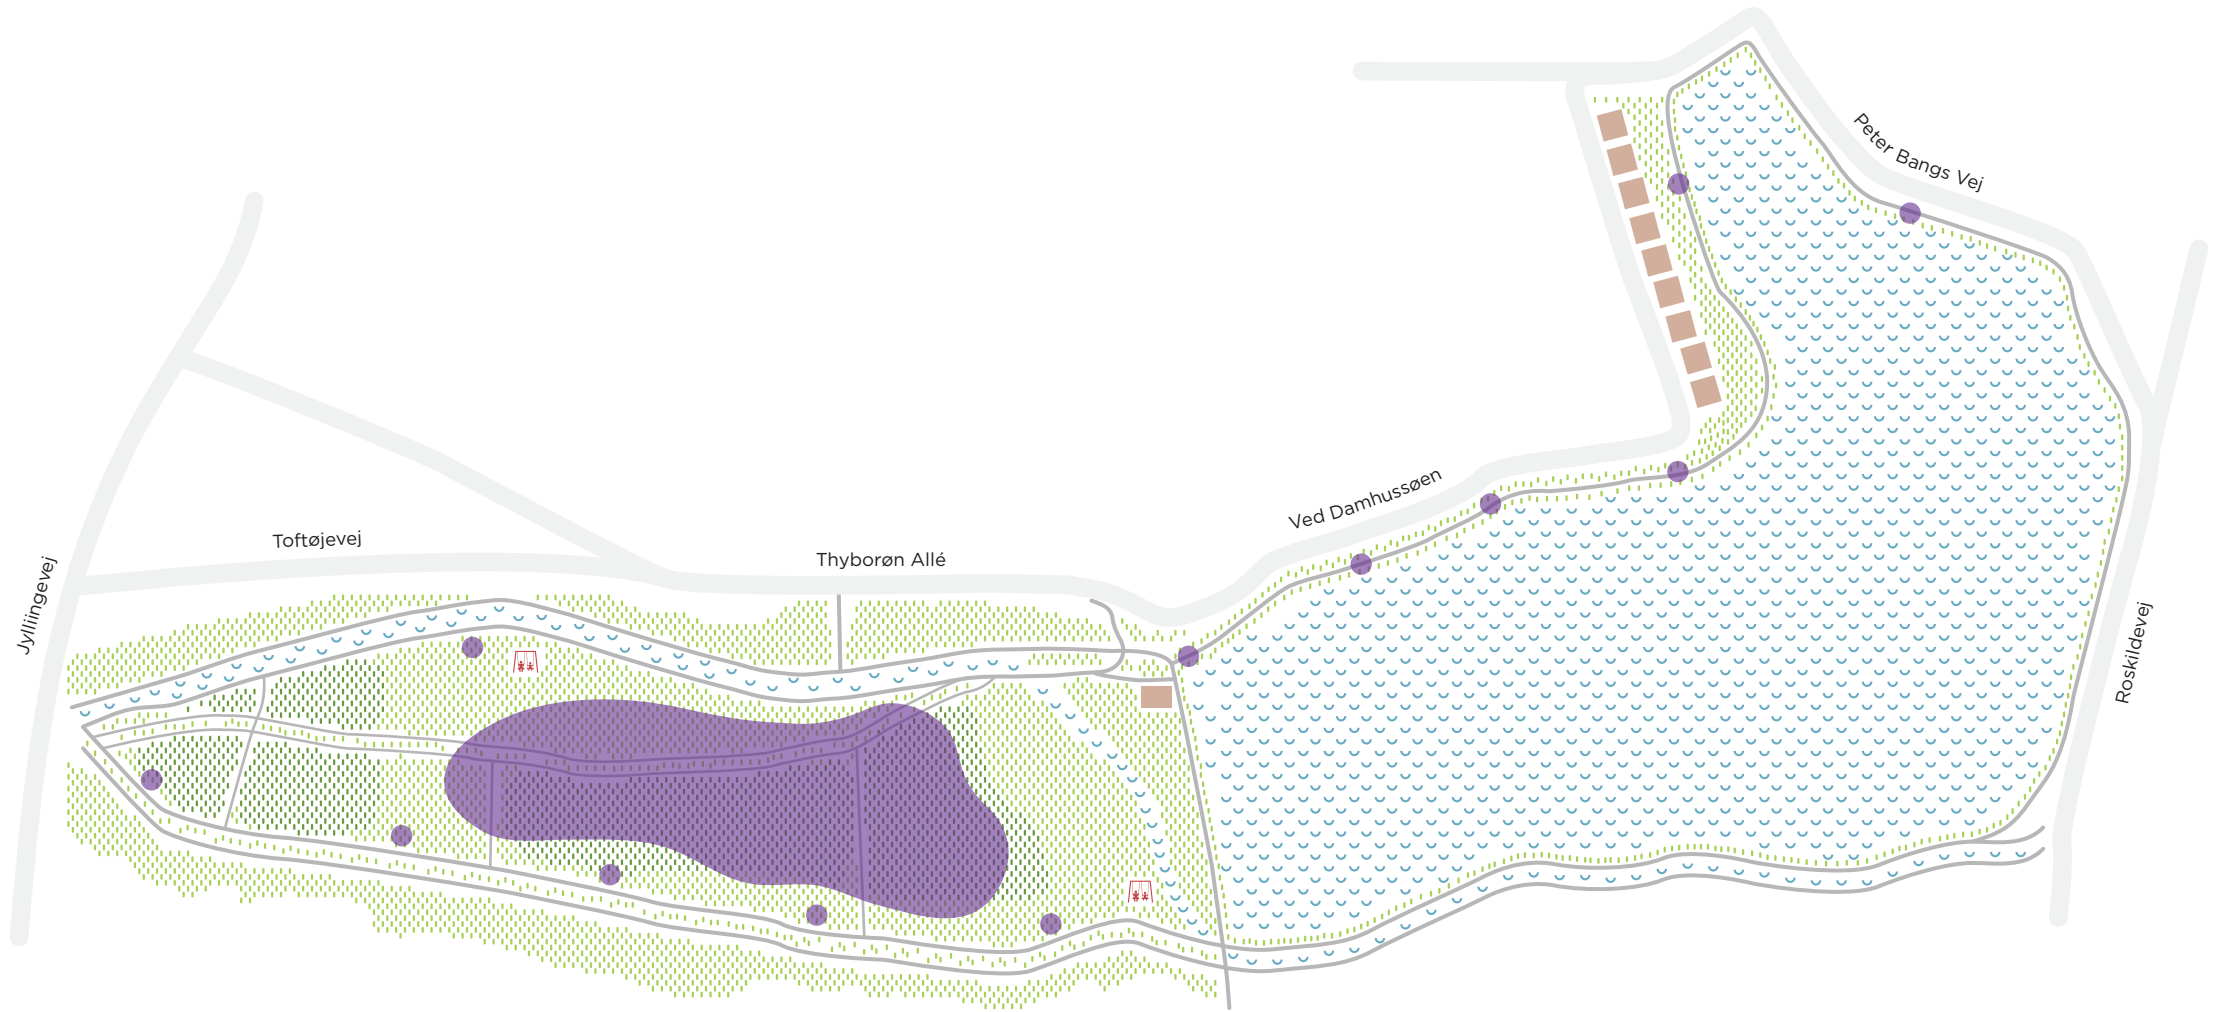 Peter Bangs Vej
Ved Damhussøen
Toftøjevej
Thyborøn Allé
Jyllingevej
Roskildevej